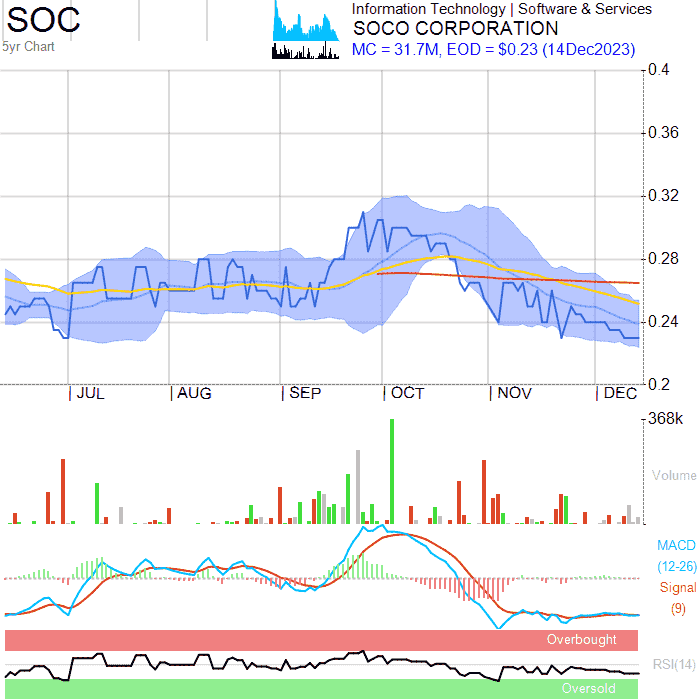 SOC
5yr Chart
Information Technology | Software & Services
SOCO CORPORATION
MC = 31.7M, EOD = $0.23 (14Dec2023)
0.4
0.36
0.32
0.28
0.24
0.2
JUL
AUG
SEP
OCT
NOV
DEC
368k
Volume
MACD
(12-26)
Signal
(9)
Overbought
RSI(14)
Oversold